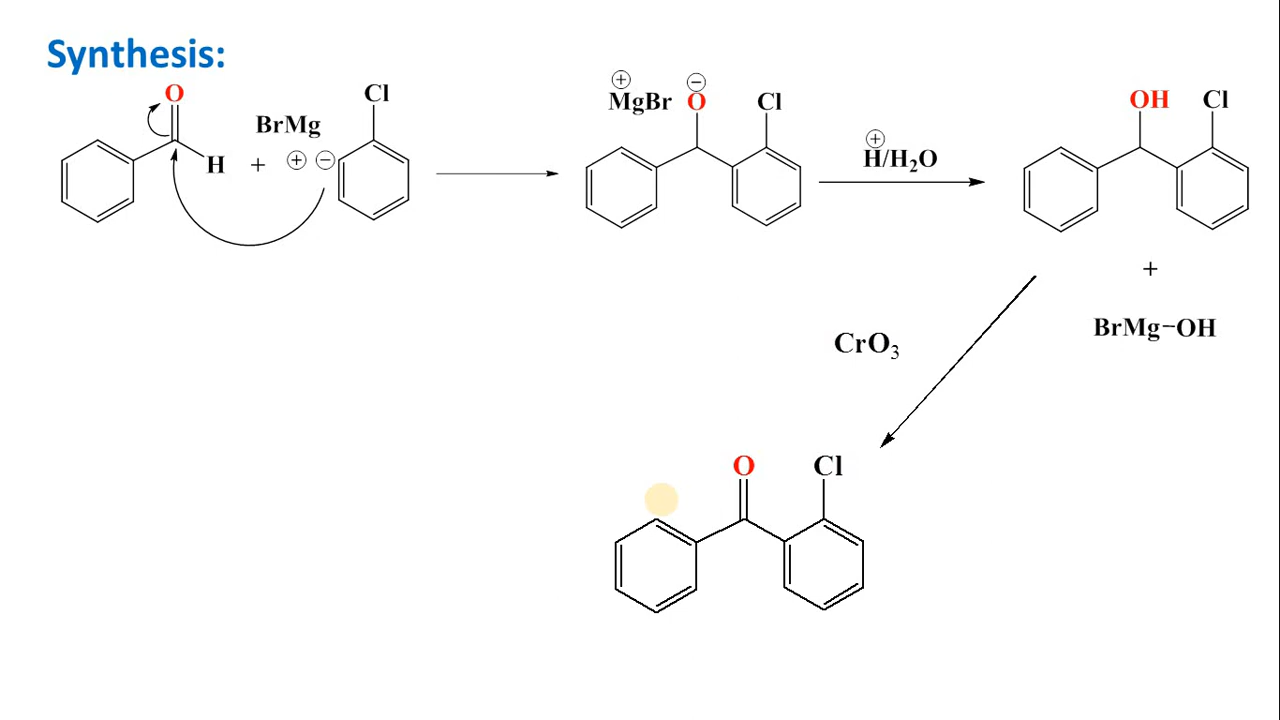 Synthesis:
O
H
+
BrMg
⊕ ⊖
Cl
⊕
MgBr
⊖
O
Cl
⊕
H/H₂O
OH
Cl
+
BrMg–OH
CrO₃
O
Cl